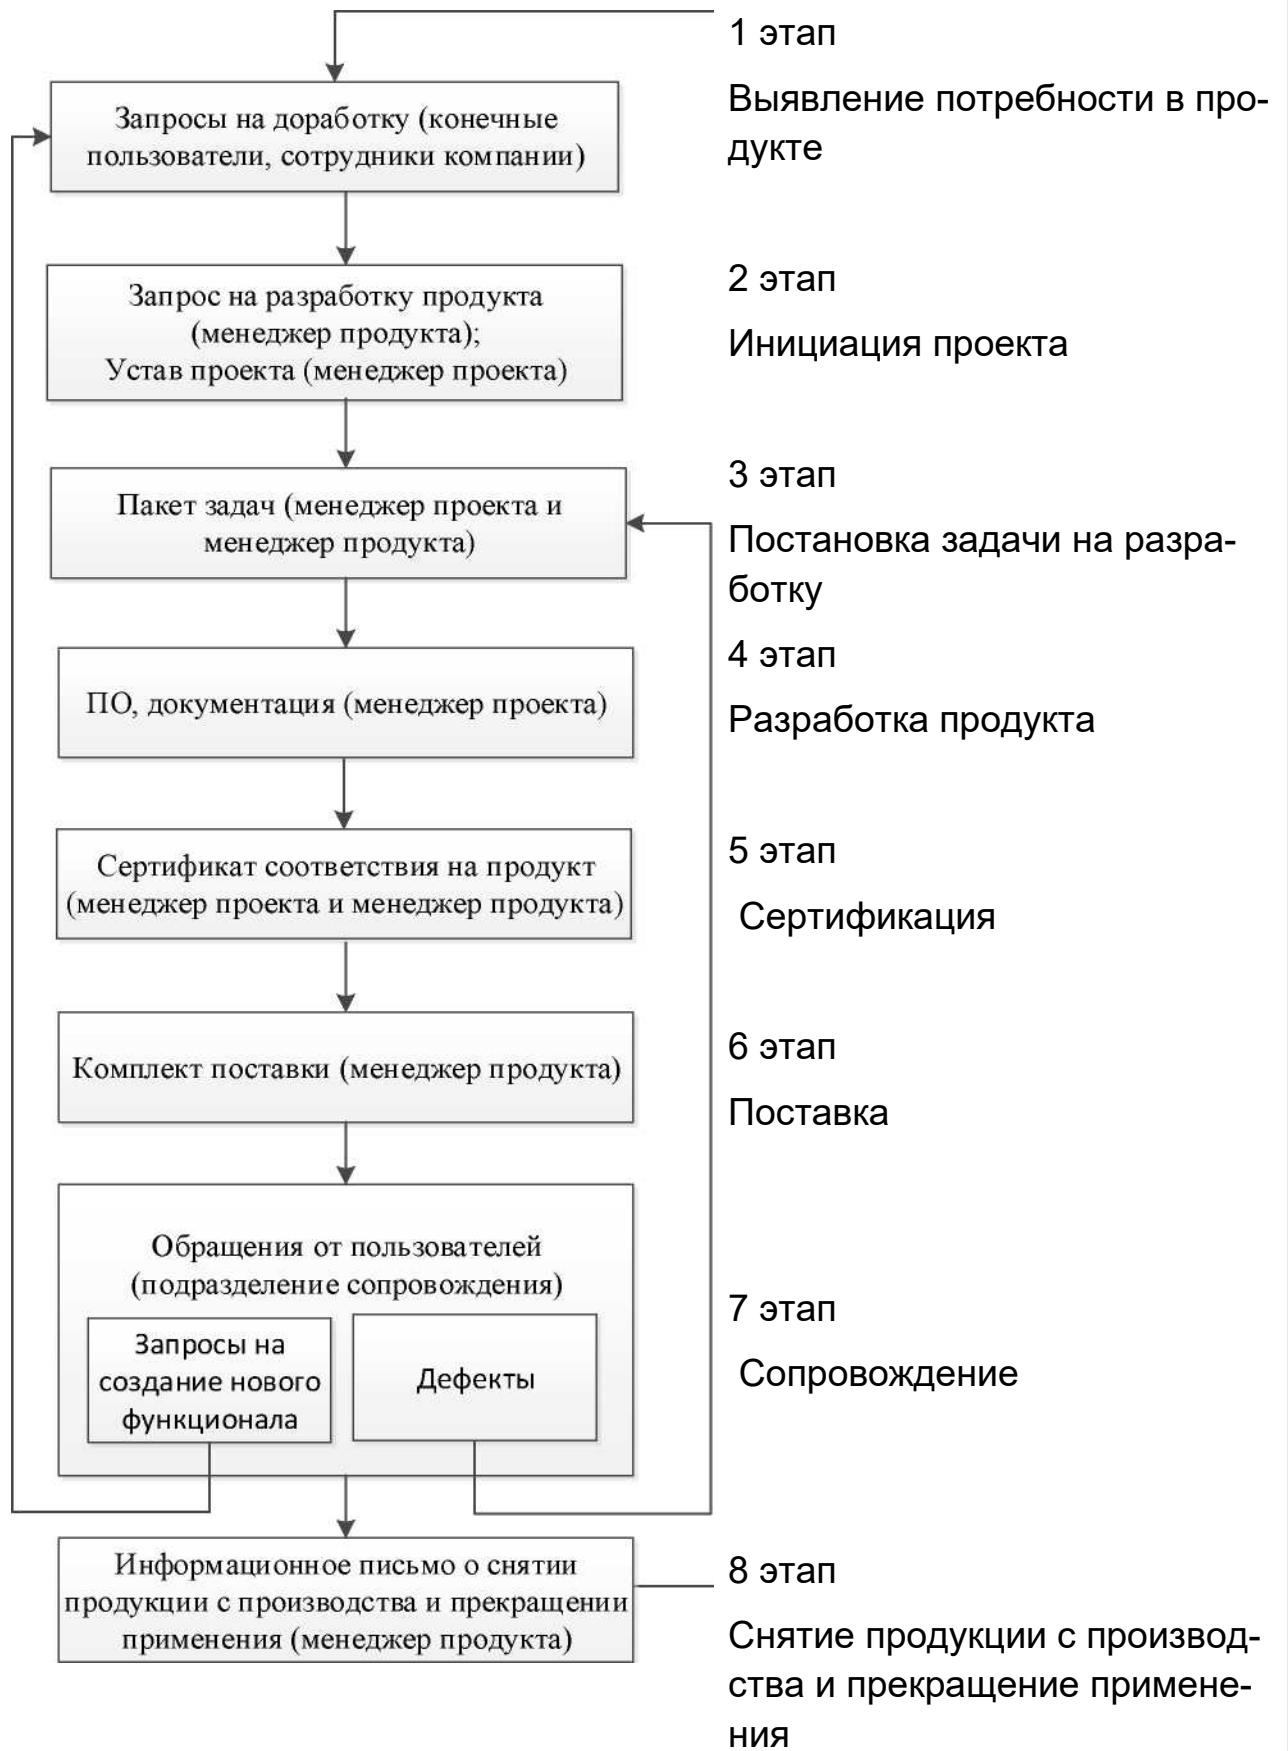 1 этап
Выявление потребности в про-
дукте
Запросы на доработку (конечные
пользователи, сотрудники компании)
2 этап
Инициация проекта
Запрос на разработку продукта
(менеджер продукта);
Устав проекта (менеджер проекта)
3 этап
Постановка задачи на разра-
ботку
Пакет задач (менеджер проекта и
менеджер продукта)
4 этап
Разработка продукта
ПО, документация (менеджер проекта)
5 этап
Сертификация
Сертификат соответствия на продукт
(менеджер проекта и менеджер продукта)
6 этап
Поставка
Комплект поставки (менеджер продукта)
7 этап
Сопровождение
Обращения от пользователей
(подразделение сопровождения)
Запросы на
создание нового
функционала
Дефекты
8 этап
Снятие продукции с производ-
ства и прекращение примене-
ния
Информационное письмо о снятии
продукции с производства и прекращении
применения (менеджер продукта)